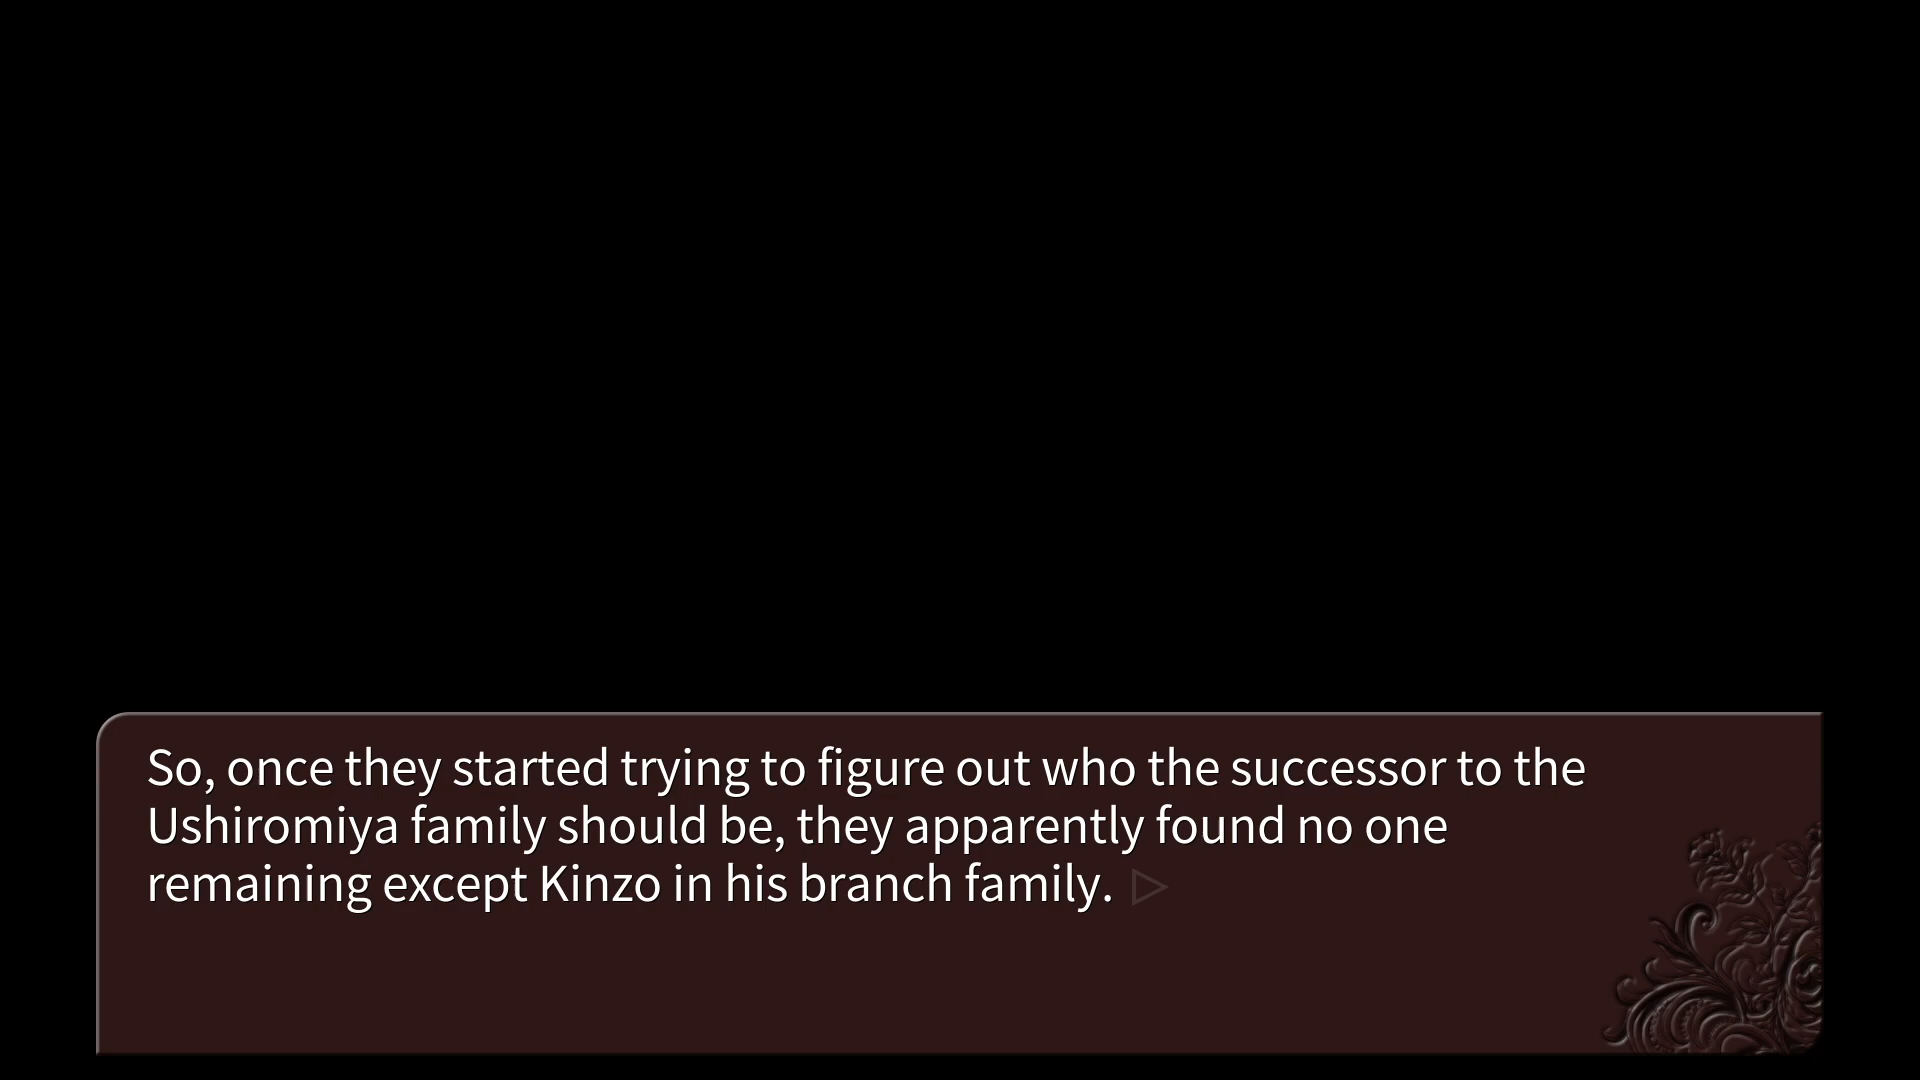 So, once they started trying to figure out who the successor to the
Ushiromiya family should be, they apparently found no one
remaining except Kinzo in his branch family.